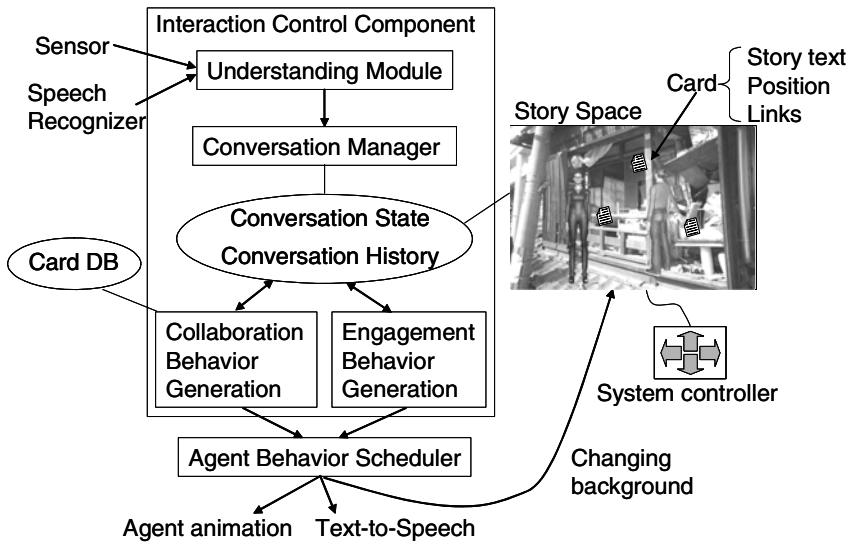 Interaction Control Component
Sensor
Understanding Module
Speech
Recognizer
Conversation Manager
Conversation State
Conversation History
Card DB
Collaboration
Behavior
Generation
Engagement
Behavior
Generation
Agent Behavior Scheduler
Agent animation
Text-to-Speech
Story Space
Card
Story text
Position
Links
System controller
Changing
background